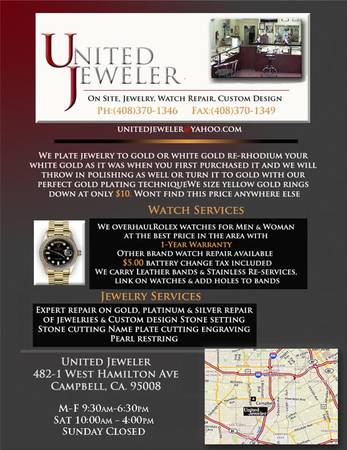 United
Jeweler
On Site, Jewelry, Watch Repair, Custom Design
Ph:(408)370-1346 Fax:(408)370-1349
unitedjeweler@yahoo.com
We plate jewelry to gold or white gold re-rhodium your
white gold as it was when you first purchased it and we will
throw in polishing as well or turn it to gold with our
perfect gold plating techniqueWe size yellow gold rings
down at only $10. Wont find this price anywhere else
Watch Services
We overhaulRolex watches for Men & Woman
at the best price in the area with
1-Year Warranty
Other brand watch repair available
$5.00 battery change tax included
We carry Leather bands & Stainless Re-services,
link on watches & add holes to bands
Jewelry Services
Expert repair on gold, platinum & silver repair
of jewelries & Custom design Stone setting
Stone cutting Name plate cutting engraving
Pearl restring
United Jeweler
482-1 West Hamilton Ave
Campbell, CA. 95008
M-F 9:30am-6:30pm
Sat 10:00am - 4:00pm
Sunday Closed
Campbell
United Jeweler